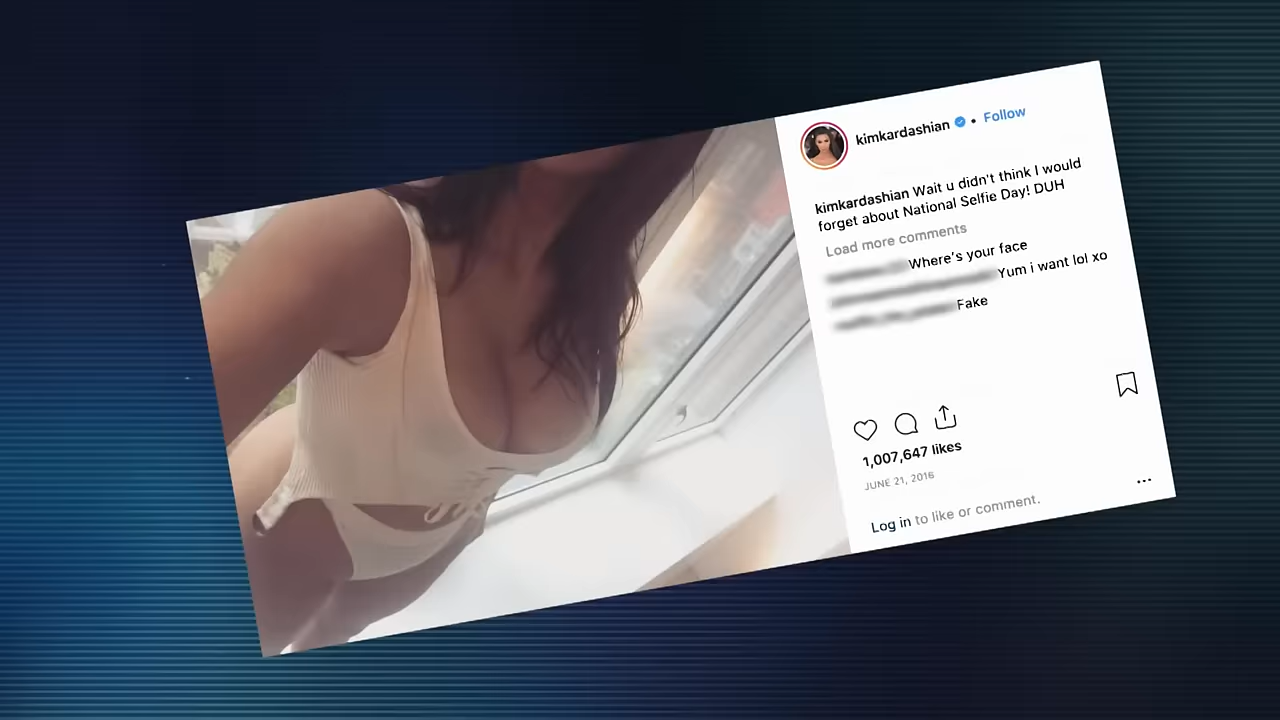 kimkardashian • Follow
kimkardashian Wait u didn't think I would
forget about National Selfie Day! DUH
Load more comments
Where's your face
Yum i want lol xo
Fake
1,007,647 likes
JUNE 21, 2016
Log in to like or comment.